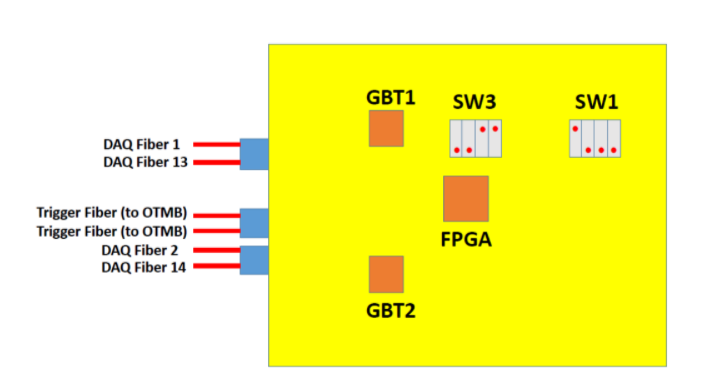 GBT1
SW3
SW1
DAQ Fiber 1
DAQ Fiber 13
Trigger Fiber (to OTMB)
Trigger Fiber (to OTMB)
DAQ Fiber 2
DAQ Fiber 14
FPGA
GBT2